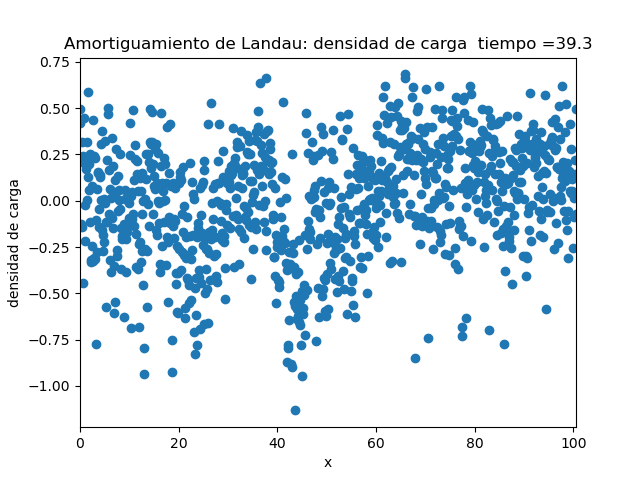 Amortiguamiento de Landau: densidad de carga  tiempo =39.3
densidad de carga
0.75
0.50
0.25
0.00
−0.25
−0.50
−0.75
−1.00
0 20 40 60 80 100
x